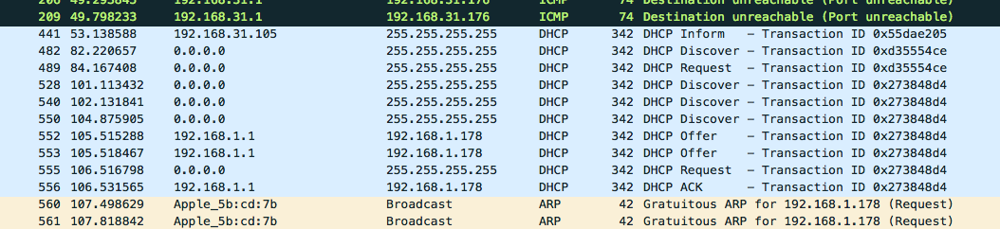 208 49.293845 192.168.31.1 192.168.31.176 ICMP 74 Destination unreachable (Port unreachable)
209 49.798233 192.168.31.1 192.168.31.176 ICMP 74 Destination unreachable (Port unreachable)
441 53.138588 192.168.31.105 255.255.255.255 DHCP 342 DHCP Inform - Transaction ID 0x55dae205
482 82.220657 0.0.0.0 255.255.255.255 DHCP 342 DHCP Discover - Transaction ID 0xd35554ce
489 84.167408 0.0.0.0 255.255.255.255 DHCP 342 DHCP Request - Transaction ID 0xd35554ce
528 101.113432 0.0.0.0 255.255.255.255 DHCP 342 DHCP Discover - Transaction ID 0x273848d4
540 102.131841 0.0.0.0 255.255.255.255 DHCP 342 DHCP Discover - Transaction ID 0x273848d4
550 104.875905 0.0.0.0 255.255.255.255 DHCP 342 DHCP Discover - Transaction ID 0x273848d4
552 105.515288 192.168.1.1 192.168.1.178 DHCP 342 DHCP Offer - Transaction ID 0x273848d4
553 105.518467 192.168.1.1 192.168.1.178 DHCP 342 DHCP Offer - Transaction ID 0x273848d4
555 106.516798 0.0.0.0 255.255.255.255 DHCP 342 DHCP Request - Transaction ID 0x273848d4
556 106.531565 192.168.1.1 192.168.1.178 DHCP 342 DHCP ACK - Transaction ID 0x273848d4
560 107.498629 Apple_5b:cd:7b Broadcast ARP 42 Gratuitous ARP for 192.168.1.178 (Request)
561 107.818842 Apple_5b:cd:7b Broadcast ARP 42 Gratuitous ARP for 192.168.1.178 (Request)